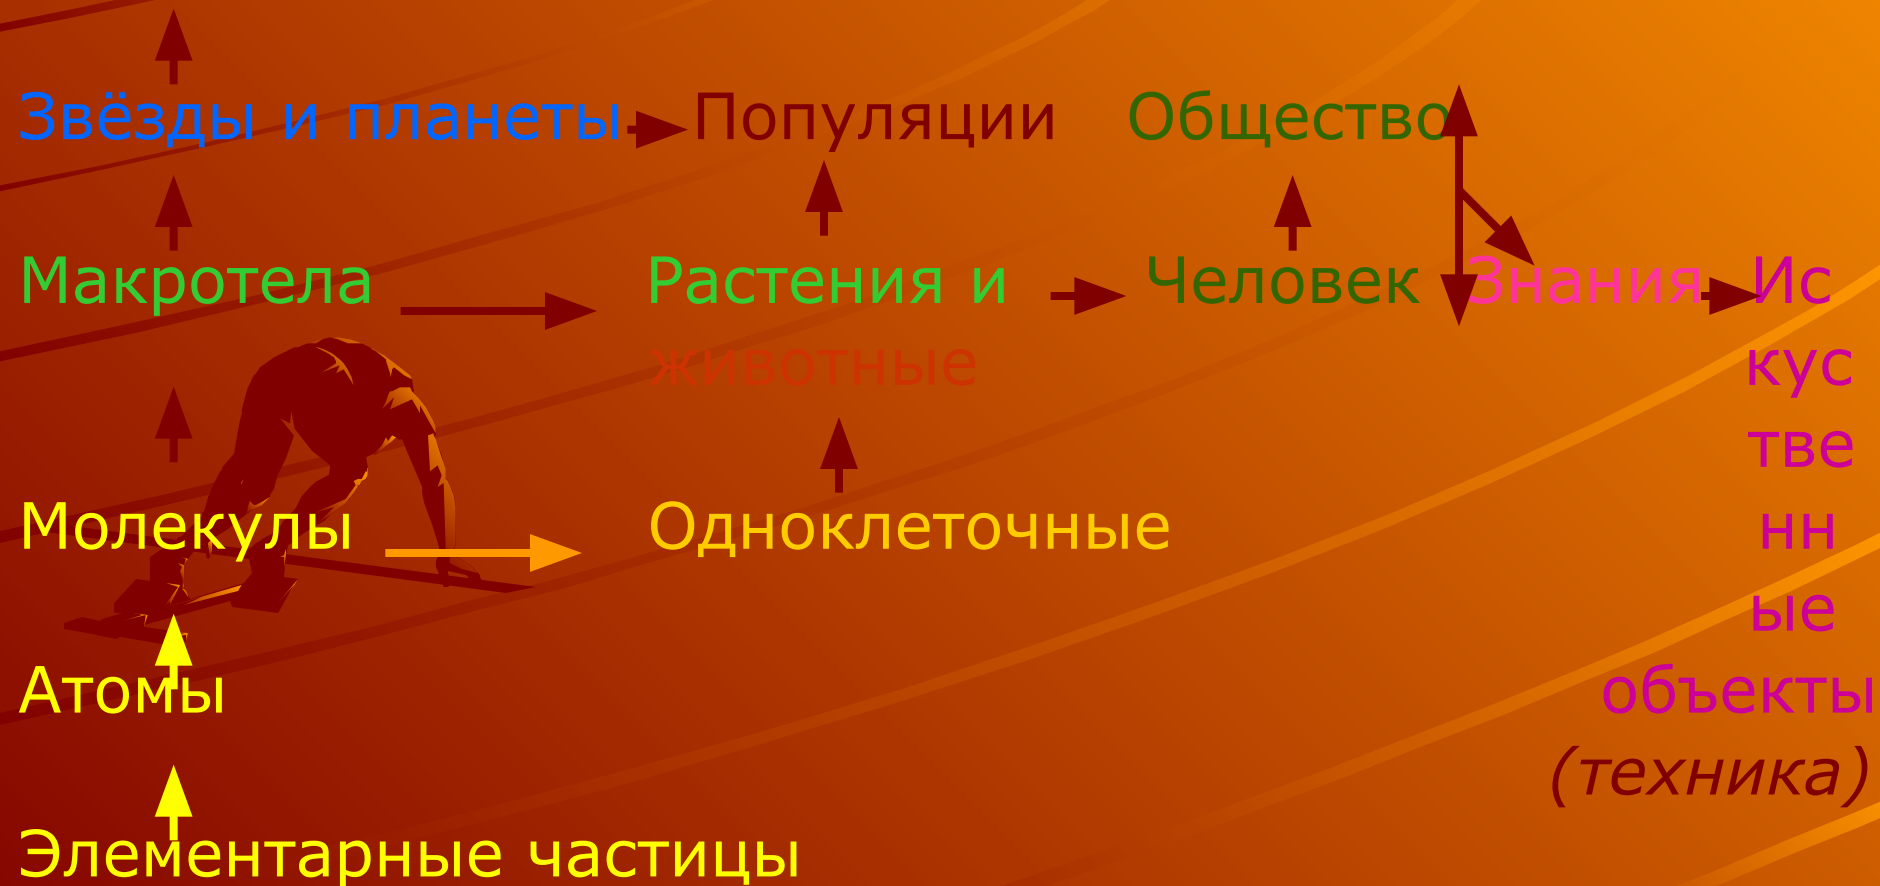 Звёзды и планеты Популяции Общество
Макротела Растения и Человек Знания Ис
животные кус
тве
Молекулы Одноклеточные нн
ые
Атомы объекты
(техника)
Элементарные частицы